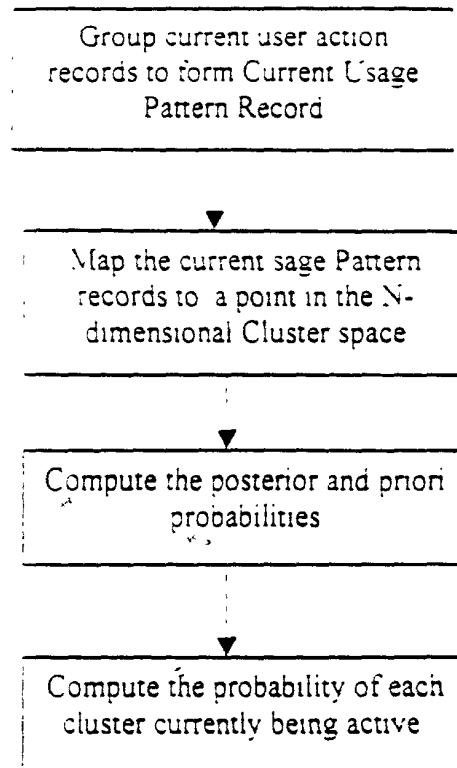 Group current user action
records to form Current Usage
Pattern Record
Map the current sage Pattern
records to a point in the N-
dimensional Cluster space
Compute the posterior and priori
probabilities
Compute the probability of each
cluster currently being active